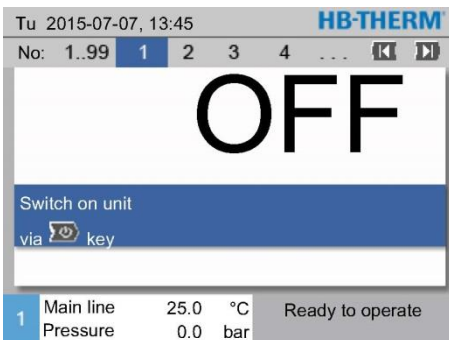 Tu 2015-07-07, 13:45 HB-THERM
No: 1..99 1 2 3 4 ...
OFF
Switch on unit
via key
1 Main line 25.0 °C Ready to operate
Pressure 0.0 bar